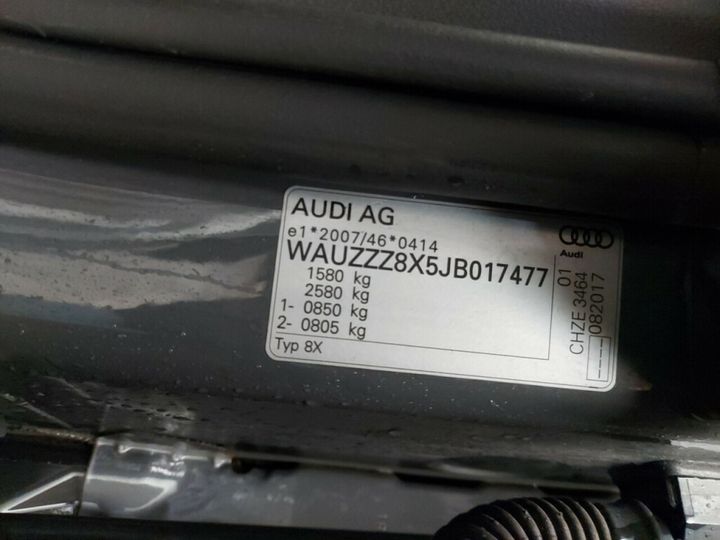 AUDI AG
e1*2007/46*0414
WAUZZZ8X5JB017477
1580 kg
2580 kg
1- 0850 kg
2- 0805 kg
Typ 8X
Audi
01
CHZE 3464
----082017